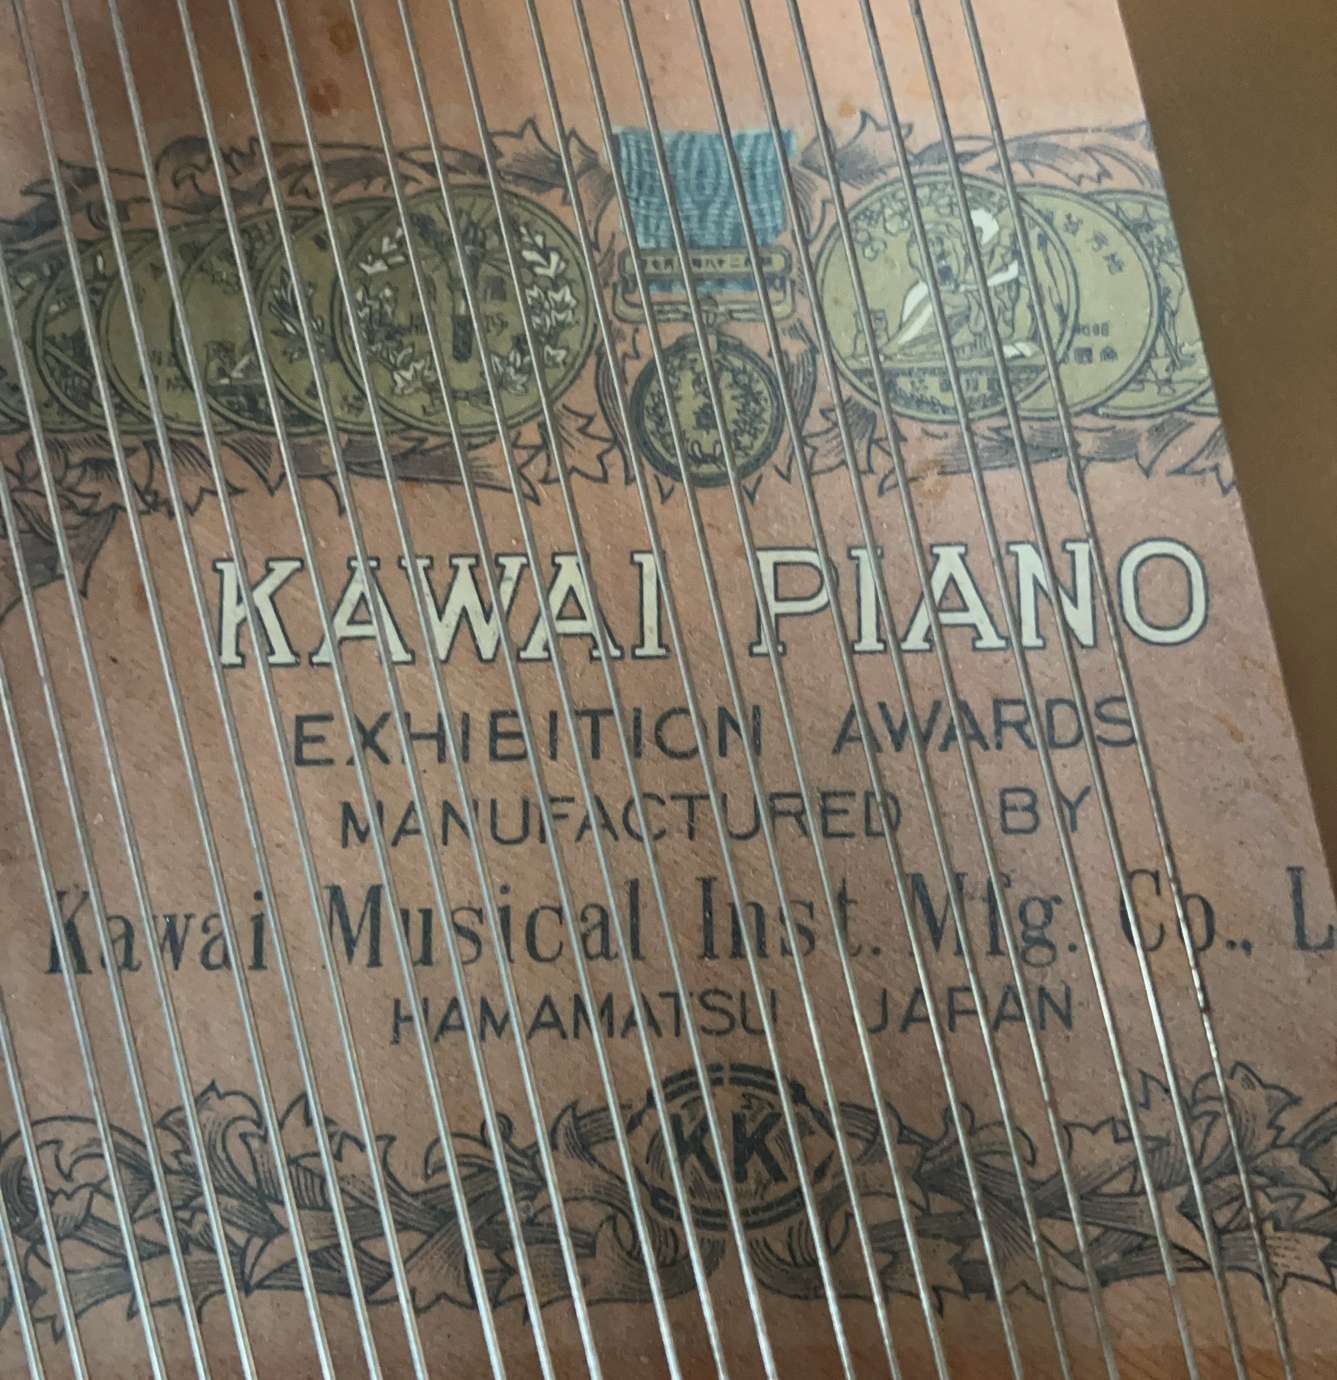 KAWAI PIANO
EXHIBITION AWARDS
MANUFACTURED BY
Kawai Musical Inst. Mfg. Co., L
HAMAMATSU JAPAN
KK